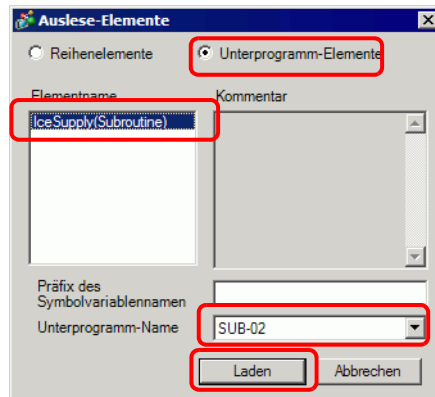 Auslese-Elemente
Reihenelemente Unterprogramm-Elemente
Elementname Kommentar
IceSupply(Subroutine)
Präfix des
Symbolvariablennamen
Unterprogramm-Name SUB-02
Laden Abbrechen